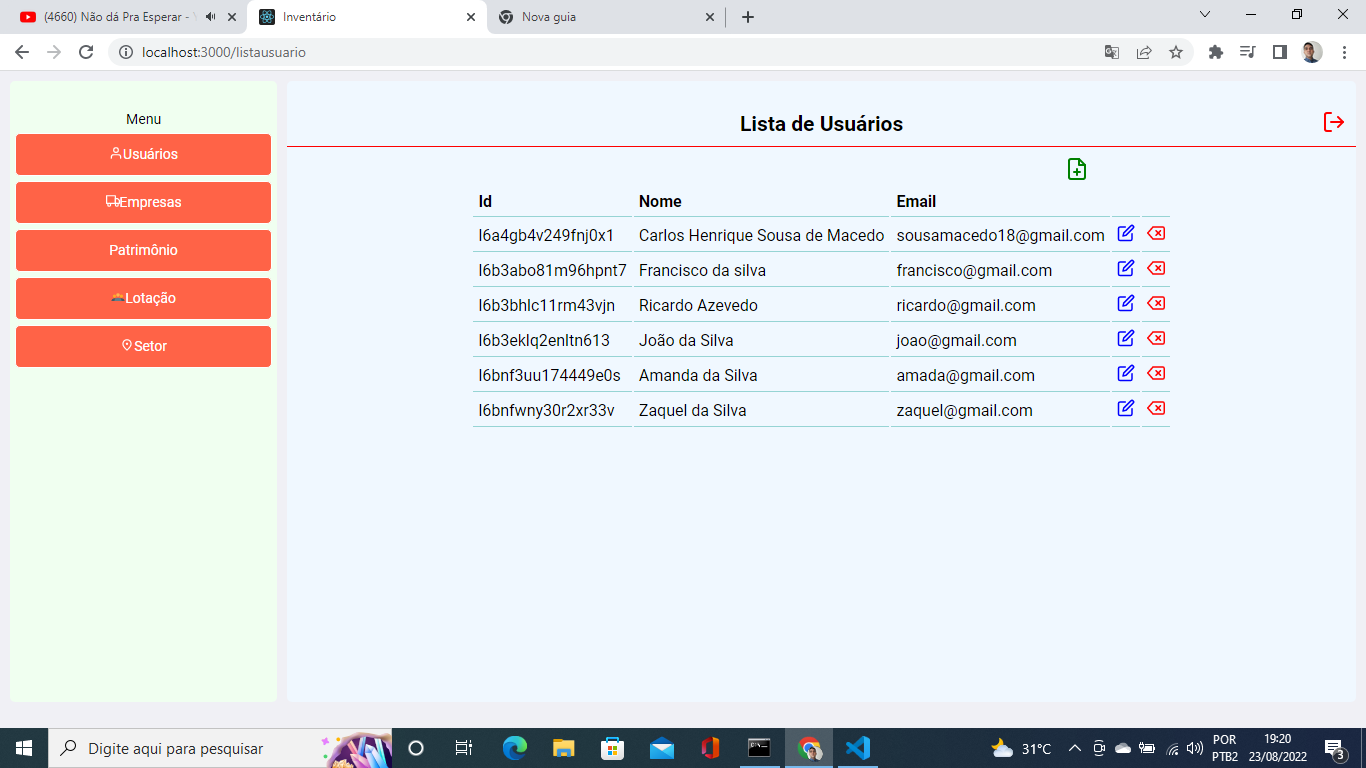 (4660) Não dá Pra Esperar - Y
Inventário
Nova guia
localhost:3000/listausuario
Menu
Usuários
Empresas
Patrimônio
Lotação
Setor
Lista de Usuários
Id Nome Email
l6a4gb4v249fnj0x1 Carlos Henrique Sousa de Macedo sousamacedo18@gmail.com
l6b3abo81m96hpnt7 Francisco da silva francisco@gmail.com
l6b3bhlc11rm43vjn Ricardo Azevedo ricardo@gmail.com
l6b3eklq2enltn613 João da Silva joao@gmail.com
l6bnf3uu174449e0s Amanda da Silva amada@gmail.com
l6bnfwny30r2xr33v Zaquel da Silva zaquel@gmail.com
Digite aqui para pesquisar
31°C
POR
PTB2
19:20
23/08/2022
3